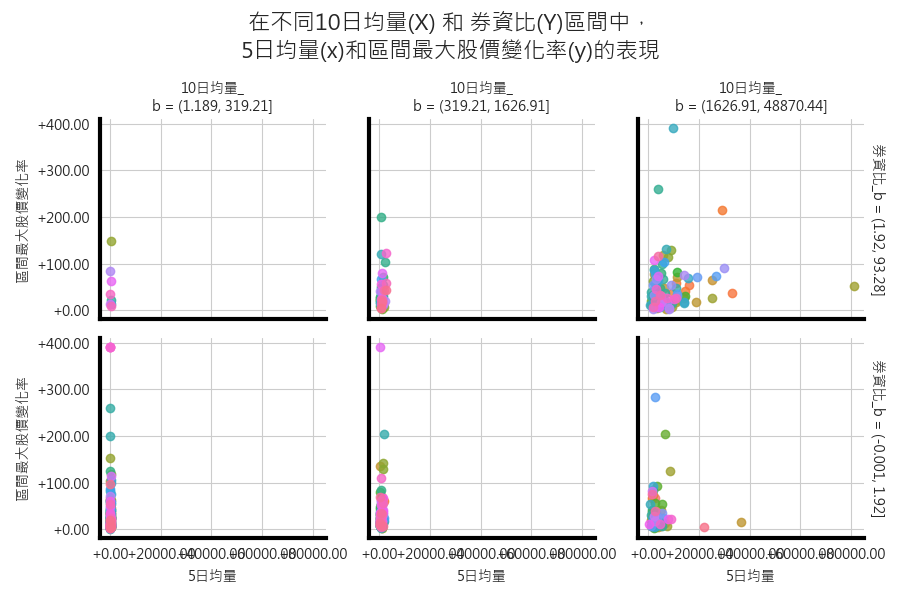 在不同10日均量(X) 和 券資比(Y)區間中，
5日均量(x)和區間最大股價變化率(y)的表現
10日均量_
b = (1.189, 319.21]
10日均量_
b = (319.21, 1626.91]
10日均量_
b = (1626.91, 48870.44]
+400.00
+300.00
+200.00
+100.00
+0.00
區間最大股價變化率
券資比_b = (1.92, 93.28]
+400.00
+300.00
+200.00
+100.00
+0.00
區間最大股價變化率
券資比_b = (-0.001, 1.92]
+0.00 +20000.00 +40000.00 +60000.00 +80000.00
+0.00 +20000.00 +40000.00 +60000.00 +80000.00
+0.00 +20000.00 +40000.00 +60000.00 +80000.00
5日均量
5日均量
5日均量